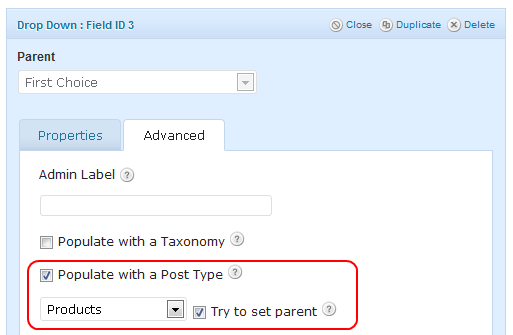 Drop Down : Field ID 3 Close Duplicate Delete
Parent
First Choice
Properties Advanced
Admin Label ?
Populate with a Taxonomy ?
Populate with a Post Type ?
Products Try to set parent ?